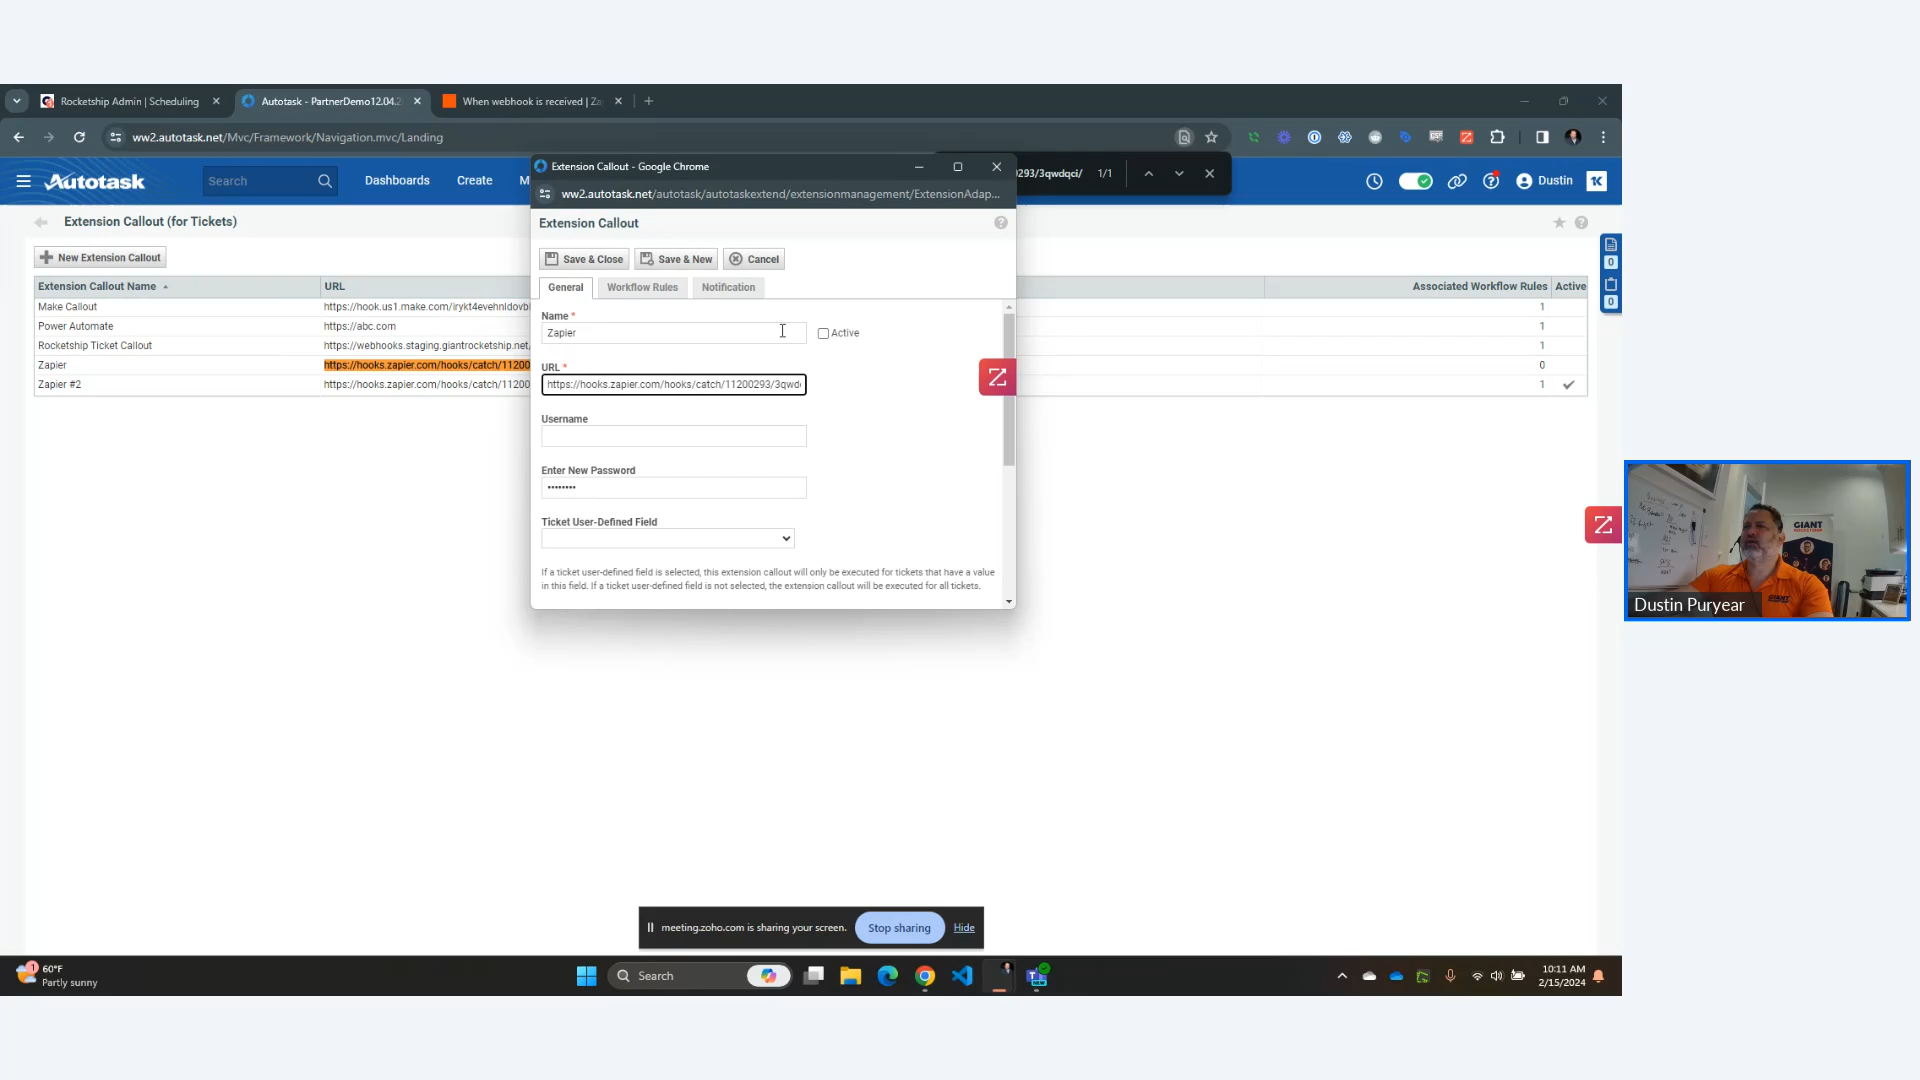 Rocketship Admin | Scheduling
Autotask - PartnerDemo12.04.2
When webhook is received | Za
ww2.autotask.net/Mvc/Framework/Navigation.mvc/Landing
Extension Callout - Google Chrome
!293/3qwdqci/ 1/1
Autotask
Search
Dashboards
Create
M
ww2.autotask.net/autotask/autotaskextend/extensionmanagement/ExtensionAdap...
Dustin
Extension Callout (for Tickets)
Extension Callout
New Extension Callout
Save & Close
Save & New
Cancel
General
Workflow Rules
Notification
Extension Callout Name
URL
Associated Workflow Rules
Active
Make Callout
https://hook.us1.make.com/irykt4evehnldovbl
1
Power Automate
https://abc.com
1
Rocketship Ticket Callout
https://webhooks.staging.giantrocketship.net,
1
Zapier
https://hooks.zapier.com/hooks/catch/11200
0
Zapier #2
https://hooks.zapier.com/hooks/catch/11200
1
0
0
Name *
Zapier
Active
URL *
https://hooks.zapier.com/hooks/catch/11200293/3qwd
Username
Enter New Password
••••••••
Ticket User-Defined Field
If a ticket user-defined field is selected, this extension callout will only be executed for tickets that have a value
in this field. If a ticket user-defined field is not selected, the extension callout will be executed for all tickets.
GIANT
Dustin Puryear
meeting.zoho.com is sharing your screen.
Stop sharing
Hide
1
60°F
Partly sunny
Search
NEW
10:11 AM
2/15/2024